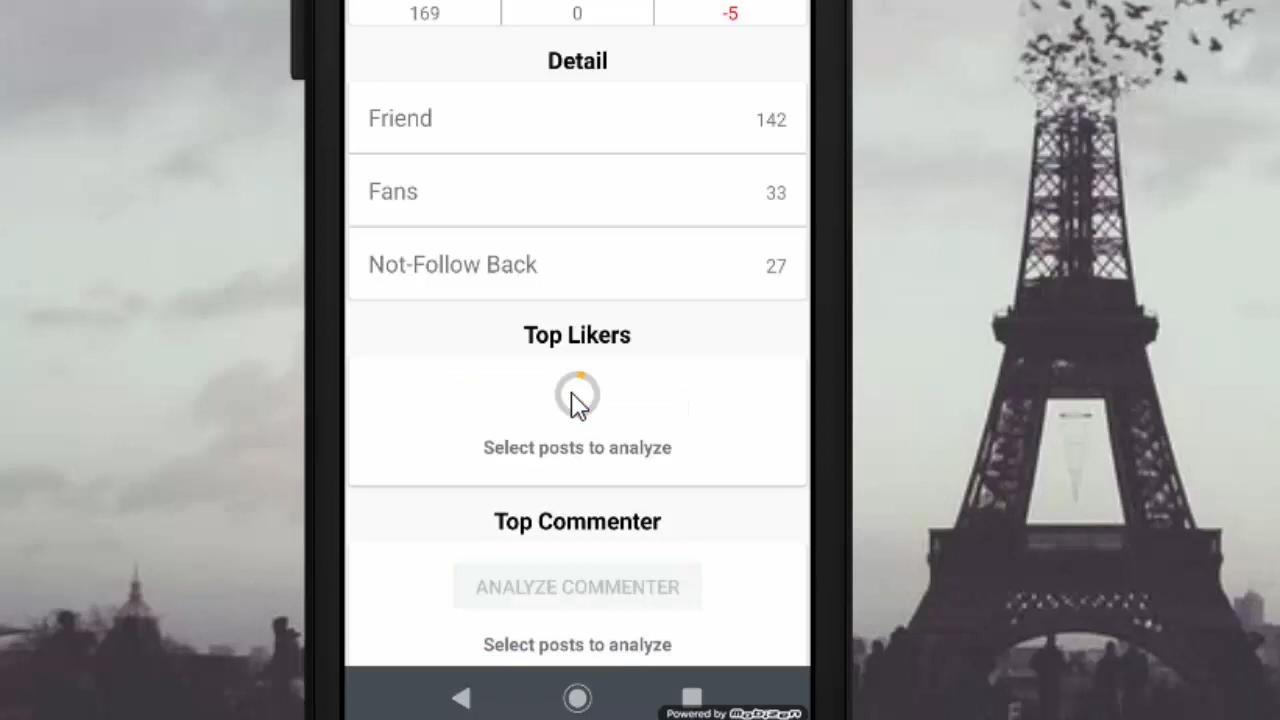 169 0 -5
Detail
Friend 142
Fans 33
Not-Follow Back 27
Top Likers
Select posts to analyze
Top Commenter
ANALYZE COMMENTER
Select posts to analyze
Powered by mobizen